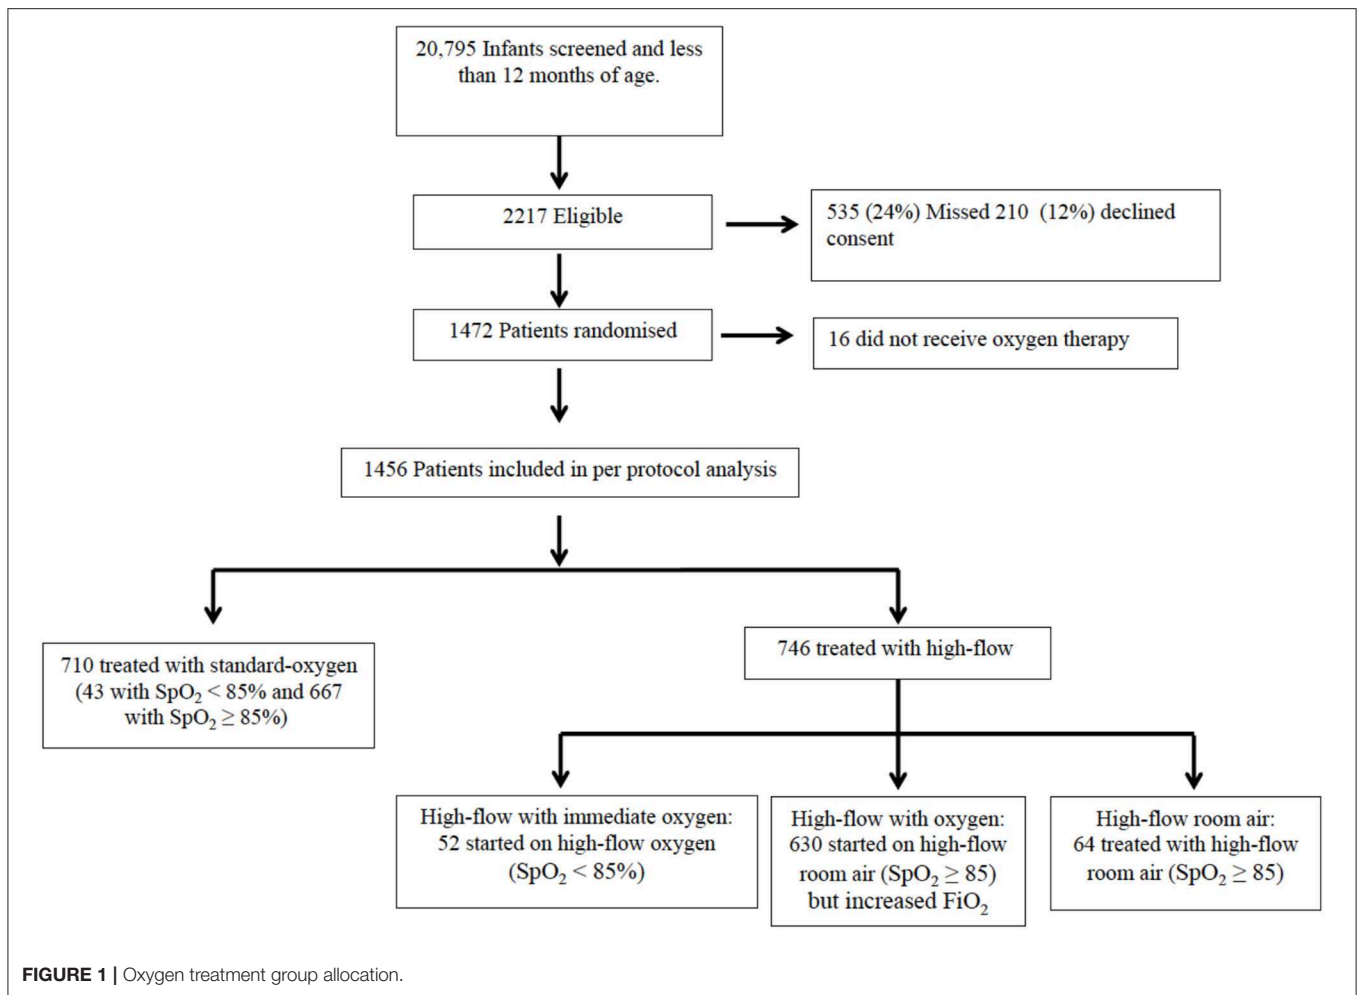 20,795 Infants screened and less
than 12 months of age.
2217 Eligible
535 (24%) Missed 210 (12%) declined
consent
1472 Patients randomised
16 did not receive oxygen therapy
1456 Patients included in per protocol analysis
710 treated with standard-oxygen
(43 with SpO₂ < 85% and 667
with SpO₂ ≥ 85%)
746 treated with high-flow
High-flow with immediate oxygen:
52 started on high-flow oxygen
(SpO₂ < 85%)
High-flow with oxygen:
630 started on high-flow
room air (SpO₂ ≥ 85)
but increased FiO₂
High-flow room air:
64 treated with high-flow
room air (SpO₂ ≥ 85)
FIGURE 1 | Oxygen treatment group allocation.